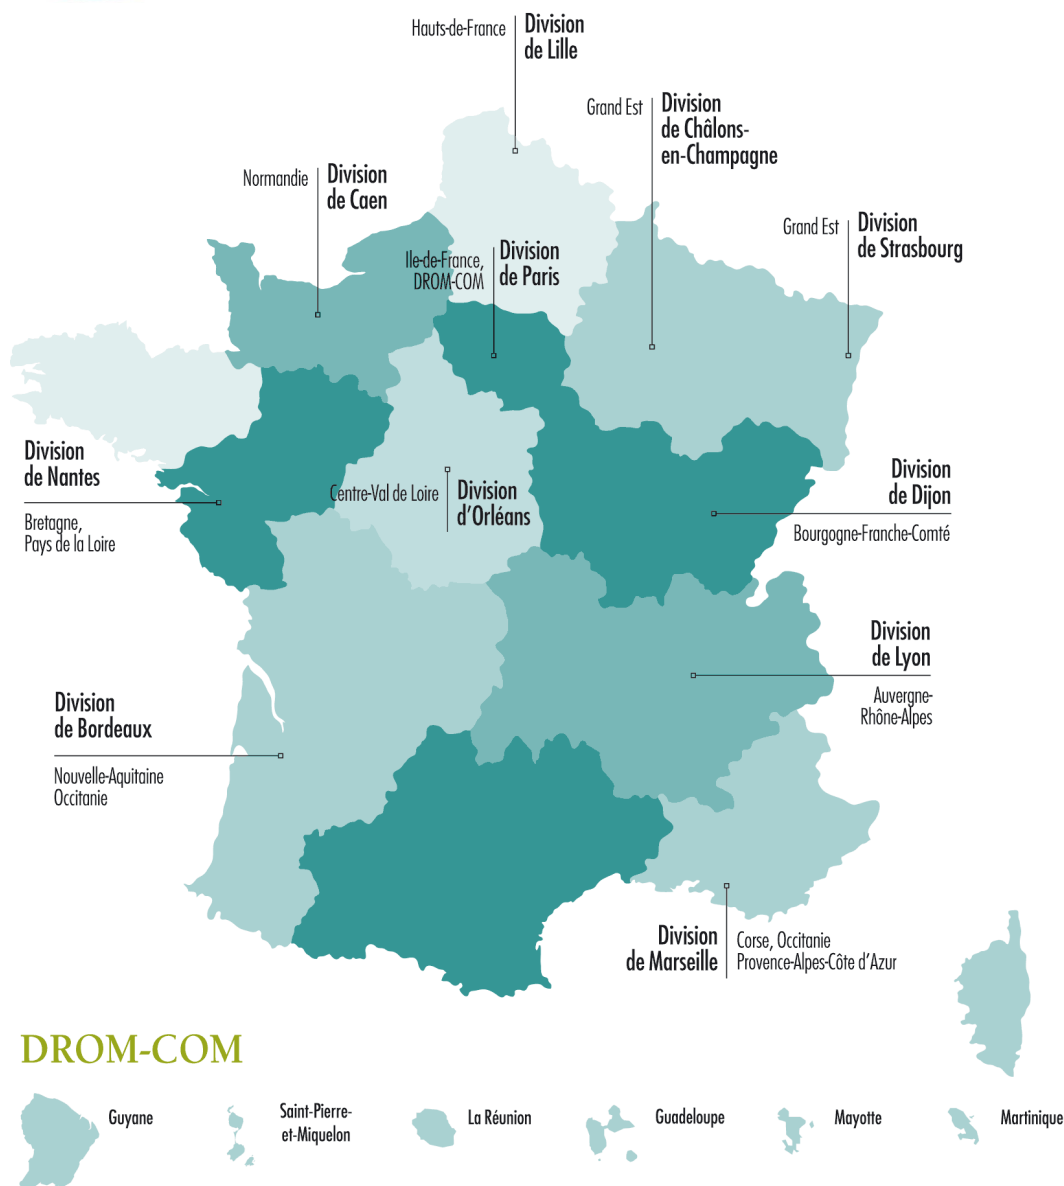 Hauts-de-France
Division
de Lille
Grand Est
Division
de Châlons-
en-Champagne
Normandie
Division
de Caen
Grand Est
Division
de Strasbourg
Ile-de-France,
DROM-COM
Division
de Paris
Division
de Nantes
Bretagne,
Pays de la Loire
Centre-Val de Loire
Division
d'Orléans
Division
de Dijon
Bourgogne-Franche-Comté
Division
de Lyon
Auvergne-
Rhône-Alpes
Division
de Bordeaux
Nouvelle-Aquitaine
Occitanie
Division
de Marseille
Corse, Occitanie
Provence-Alpes-Côte d'Azur
DROM-COM
Guyane
Saint-Pierre-
et-Miquelon
La Réunion
Guadeloupe
Mayotte
Martinique